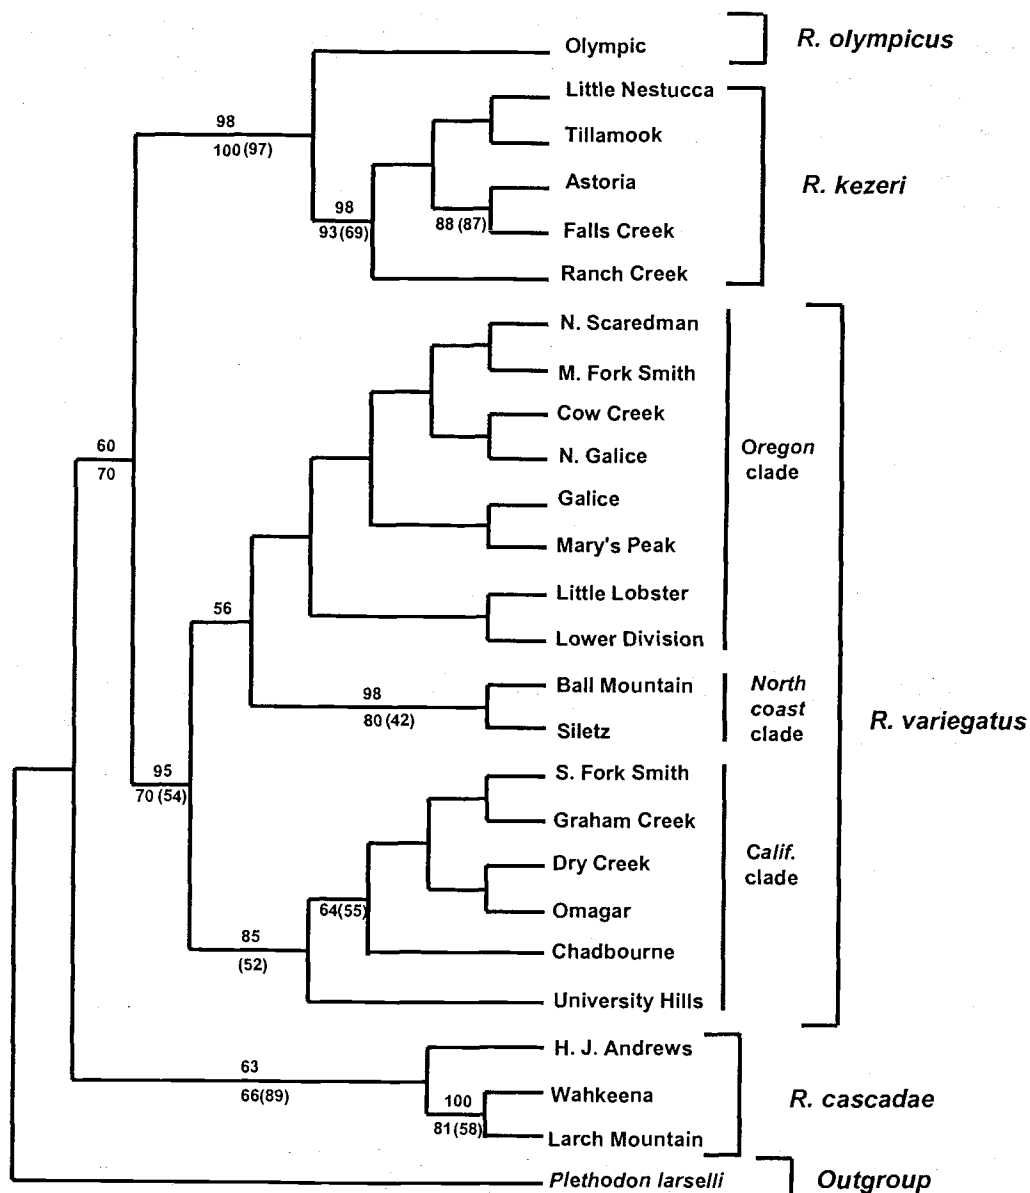 Olympic
R. olympicus
Little Nestucca
98
100 (97)
Tillamook
Astoria
R. kezeri
98
93 (69)
88 (87)
Falls Creek
Ranch Creek
N. Scaredman
M. Fork Smith
Cow Creek
60
70
N. Galice
Oregon
clade
Galice
Mary's Peak
Little Lobster
56
Lower Division
Ball Mountain
98
80 (42)
Siletz
North
coast
clade
R. variegatus
95
70 (54)
S. Fork Smith
Graham Creek
Dry Creek
Calif.
clade
64(55)
Omagar
85
(52)
Chadbourne
University Hills
H. J. Andrews
63
66(89)
Wahkeena
R. cascadae
100
81(58)
Larch Mountain
Plethodon larselli
Outgroup